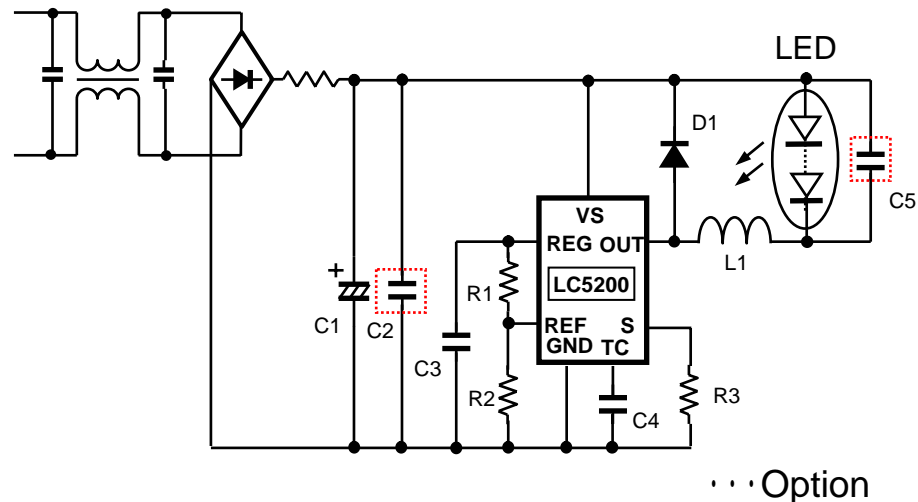 LED
D1
C5
VS
REG OUT
L1
LC5200
R1
+
C1
C2
REF S
C3
GND TC
R2
C4
R3
･･･Option